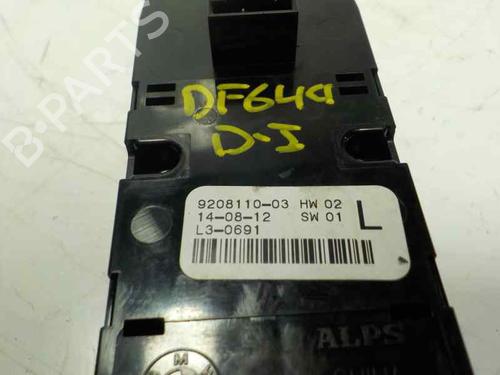 B-PARTS
DF649
D-I
9208110-03 HW 02
14-08-12 SW 01
L3-0691
L
ALPS